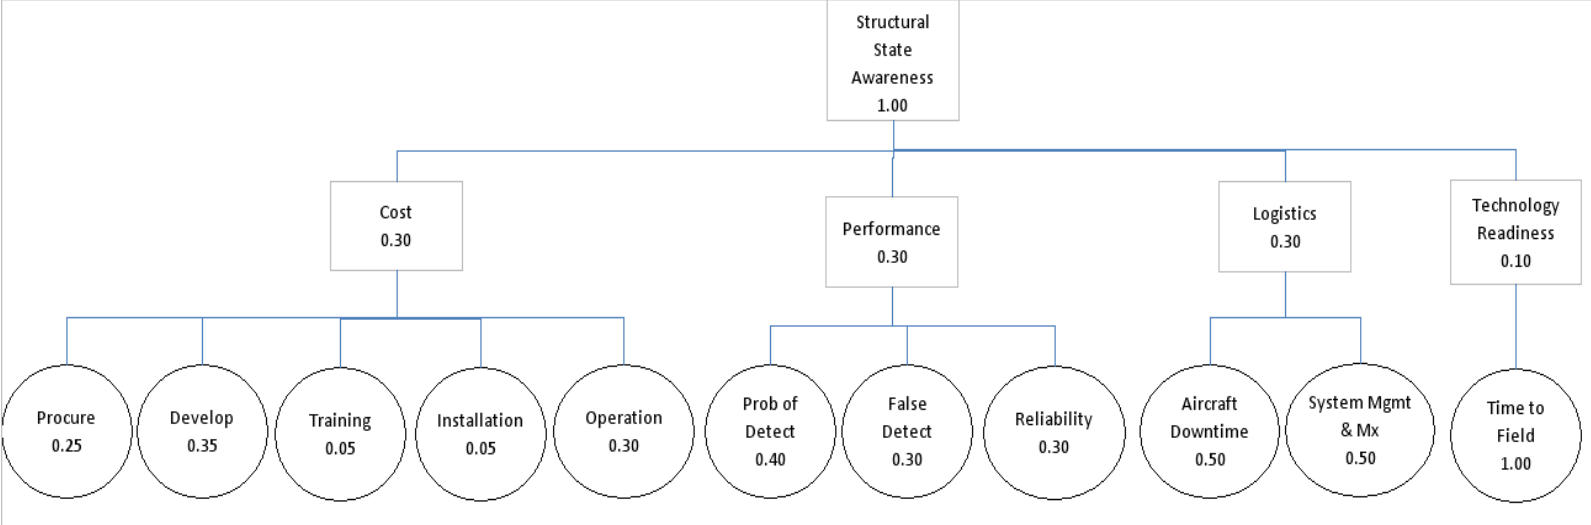 Structural
State
Awareness
1.00
Cost
0.30
Performance
0.30
Logistics
0.30
Technology
Readiness
0.10
Procure
0.25
Develop
0.35
Training
0.05
Installation
0.05
Operation
0.30
Prob of
Detect
0.40
False
Detect
0.30
Reliability
0.30
Aircraft
Downtime
0.50
System Mgmt
& Mx
0.50
Time to
Field
1.00